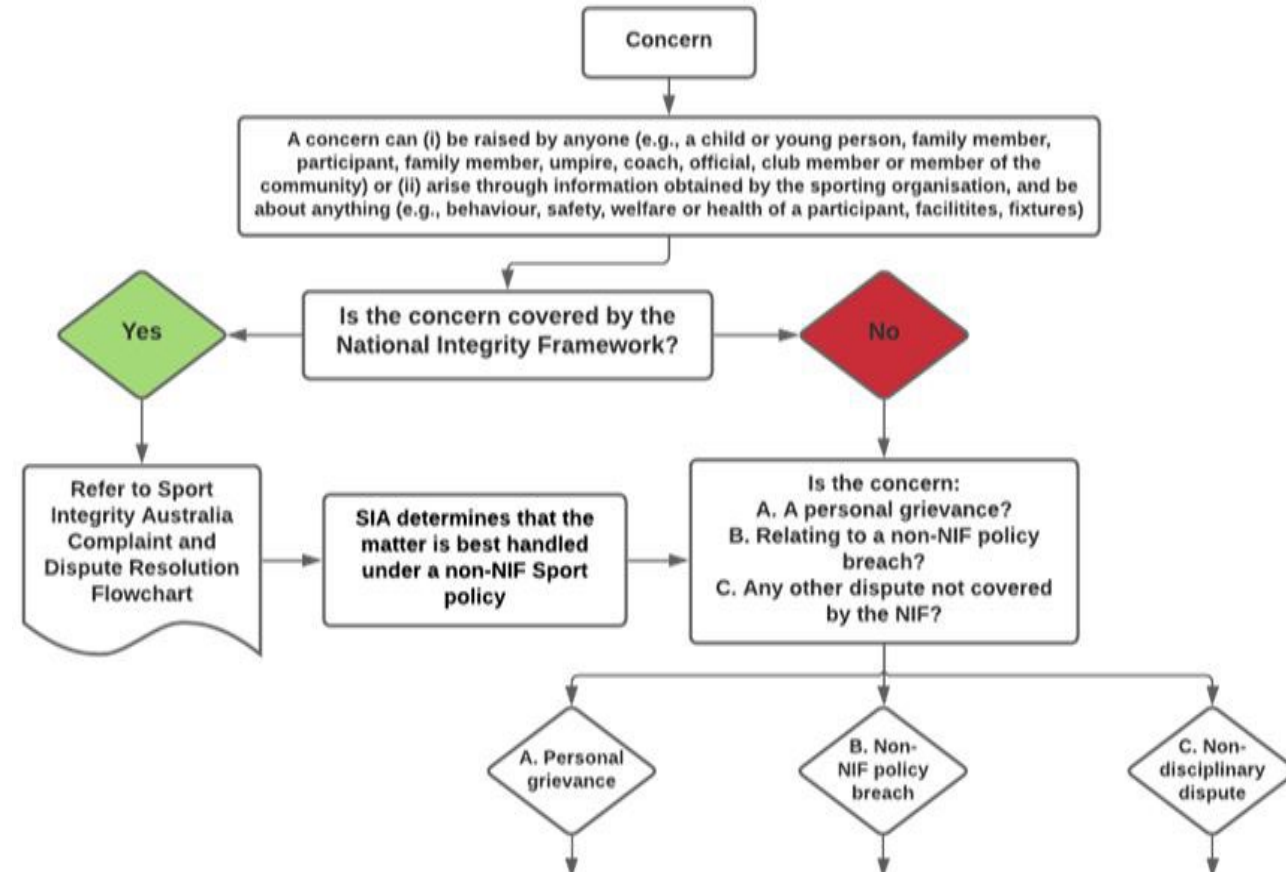 Concern
A concern can (i) be raised by anyone (e.g., a child or young person, family member,
participant, family member, umpire, coach, official, club member or member of the
community) or (ii) arise through information obtained by the sporting organisation, and be
about anything (e.g., behaviour, safety, welfare or health of a participant, facilitites, fixtures)
Yes
Is the concern covered by the
National Integrity Framework?
No
Refer to Sport
Integrity Australia
Complaint and
Dispute Resolution
Flowchart
SIA determines that the
matter is best handled
under a non-NIF Sport
policy
Is the concern:
A. A personal grievance?
B. Relating to a non-NIF policy
breach?
C. Any other dispute not covered
by the NIF?
A. Personal
grievance
B. Non-
NIF policy
breach
C. Non-
disciplinary
dispute